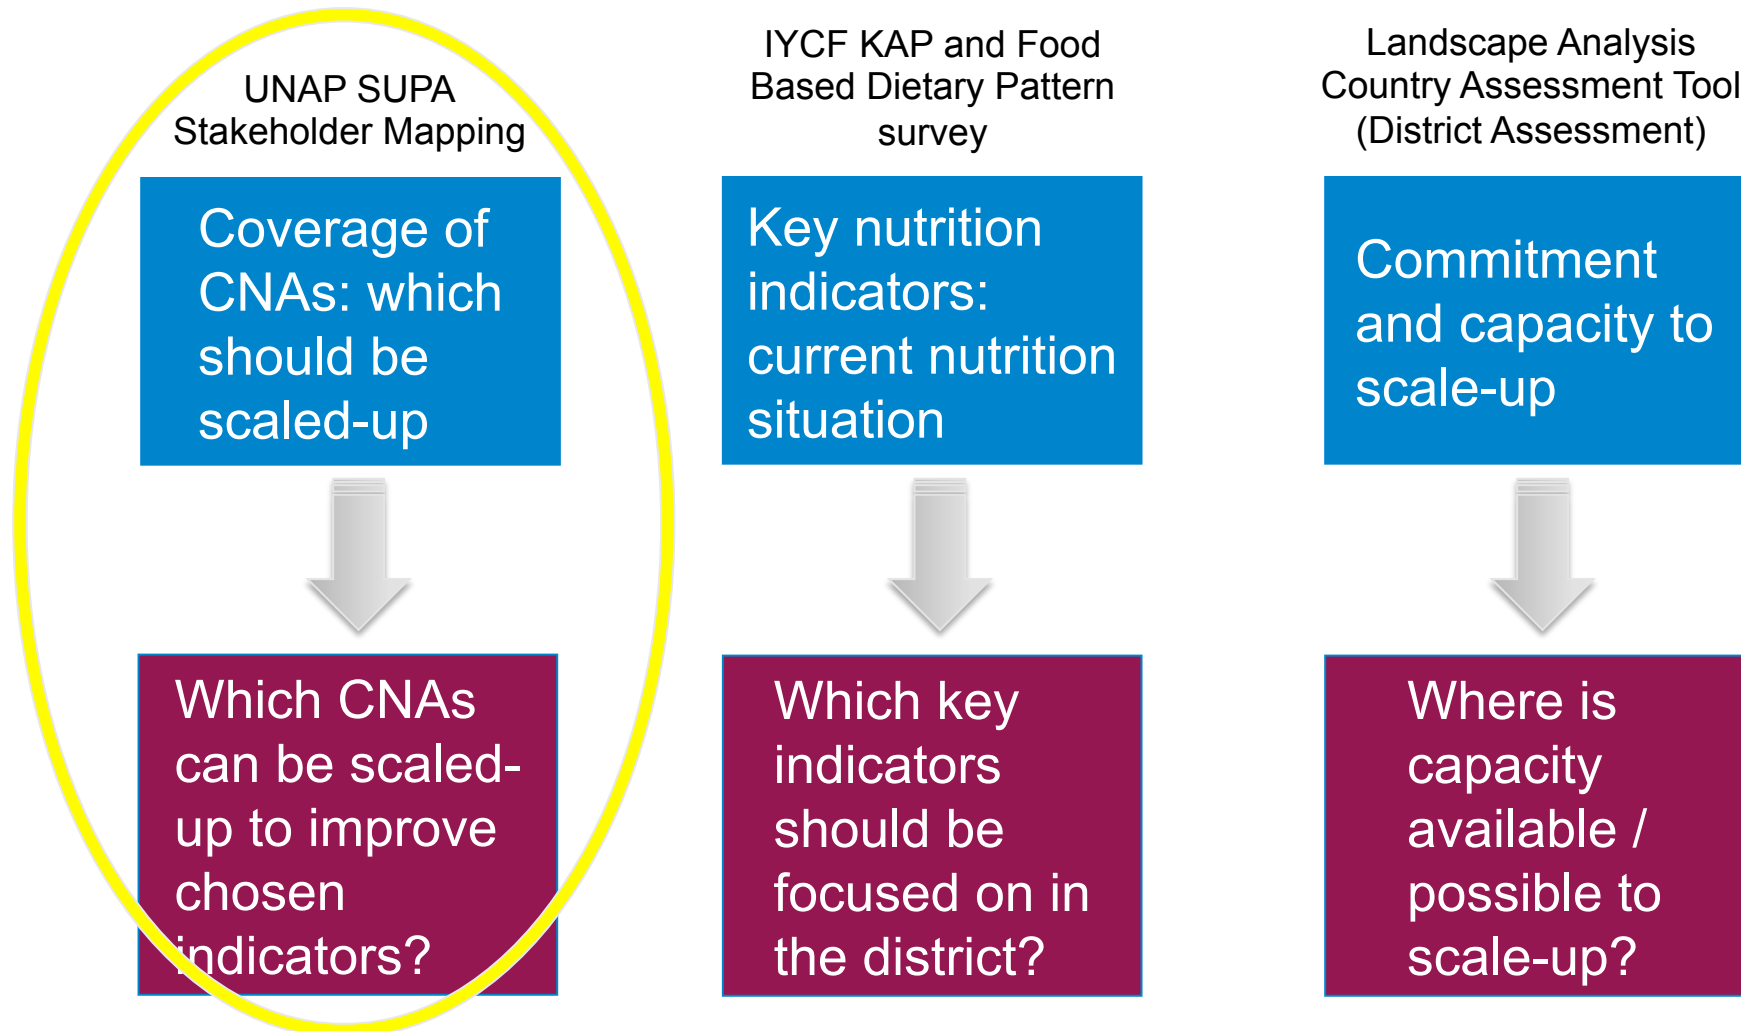 UNAP SUPA
Stakeholder Mapping
Coverage of
CNAs: which
should be
scaled-up
Which CNAs
can be scaled-
up to improve
chosen
indicators?
IYCF KAP and Food
Based Dietary Pattern
survey
Key nutrition
indicators:
current nutrition
situation
Which key
indicators
should be
focused on in
the district?
Landscape Analysis
Country Assessment Tool
(District Assessment)
Commitment
and capacity to
scale-up
Where is
capacity
available /
possible to
scale-up?